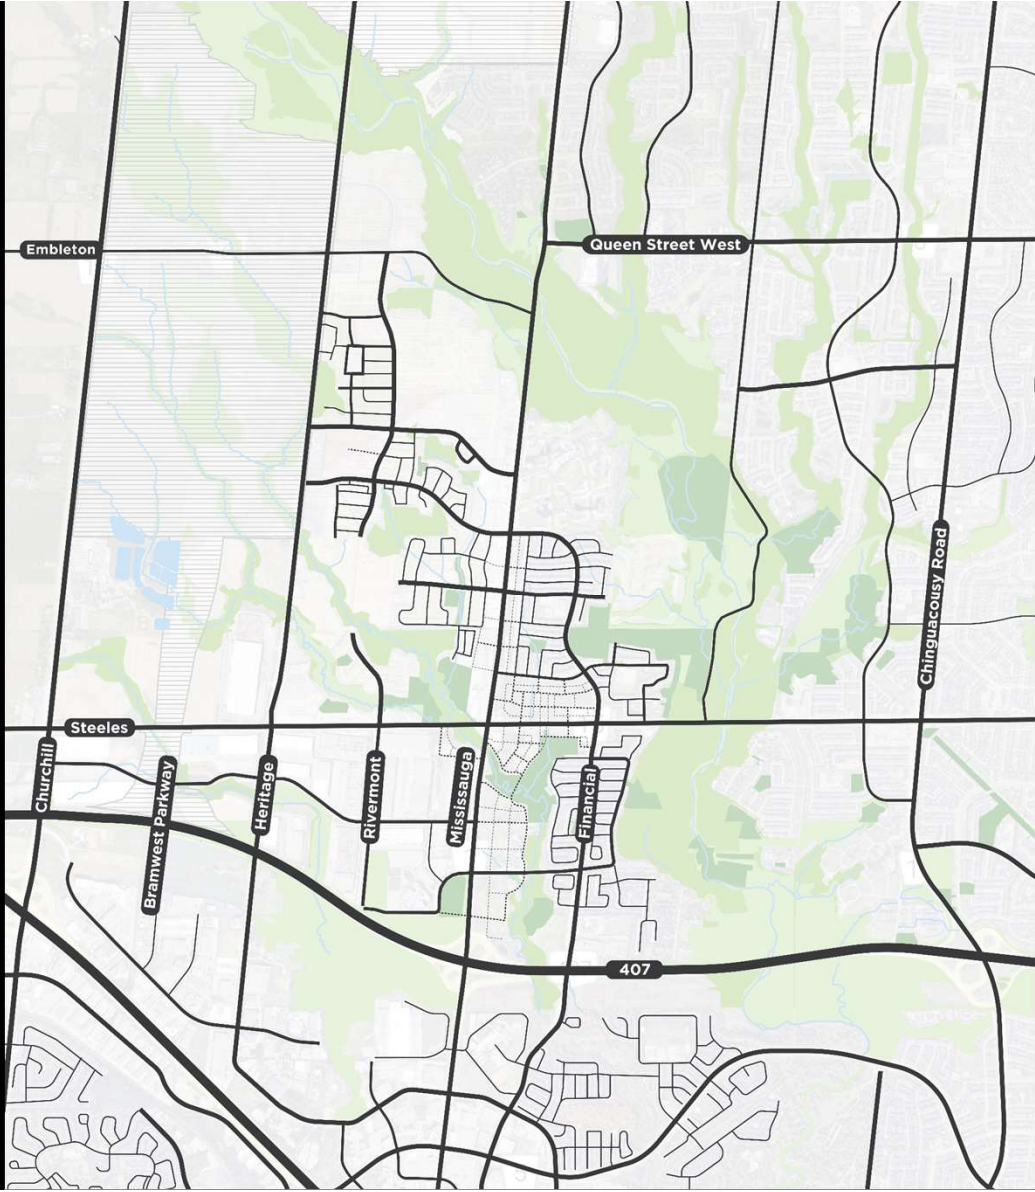 Embleton
Queen Street West
Chinguacousy Road
Steeles
Churchill
Bramwest Parkway
Heritage
Rivermont
Mississauga
Financial
407